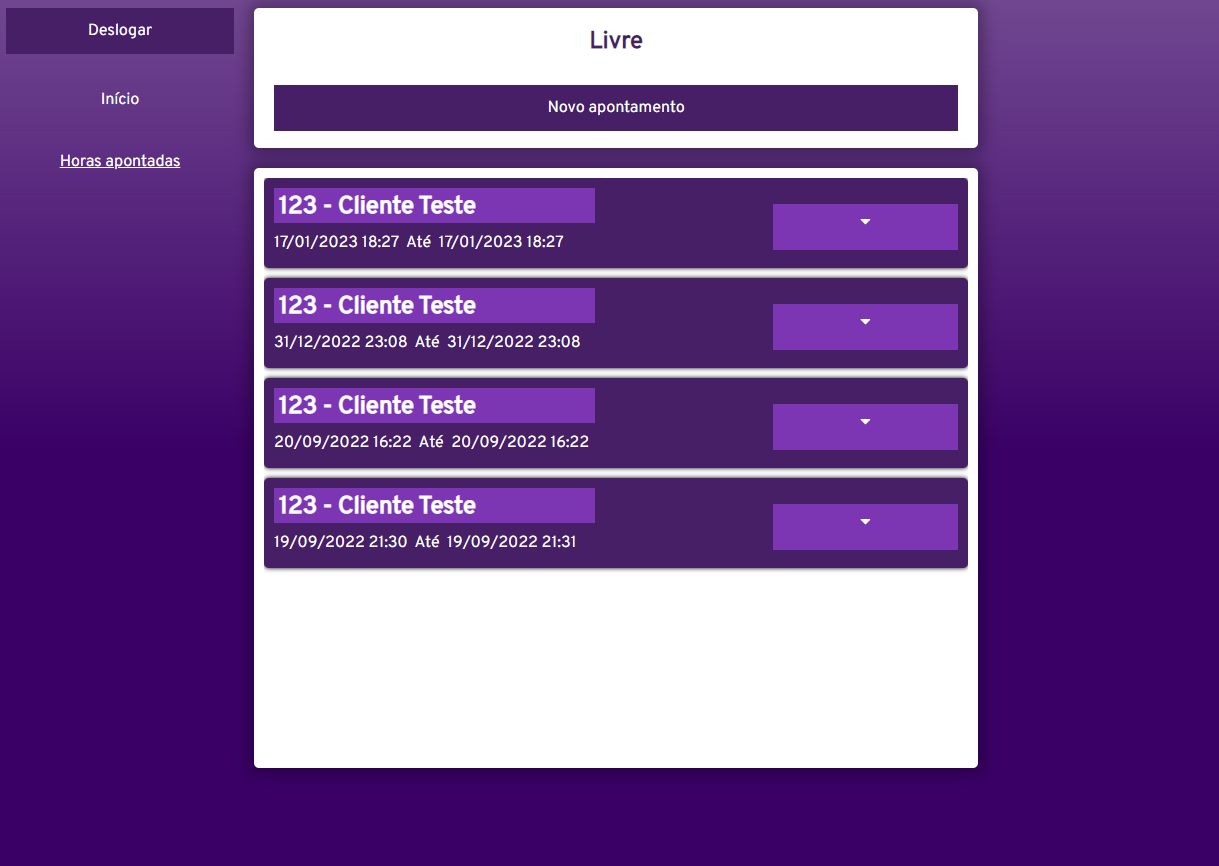 Deslogar
Início
Horas apontadas
Livre
Novo apontamento
123 - Cliente Teste
17/01/2023 18:27 Até 17/01/2023 18:27
123 - Cliente Teste
31/12/2022 23:08 Até 31/12/2022 23:08
123 - Cliente Teste
20/09/2022 16:22 Até 20/09/2022 16:22
123 - Cliente Teste
19/09/2022 21:30 Até 19/09/2022 21:31